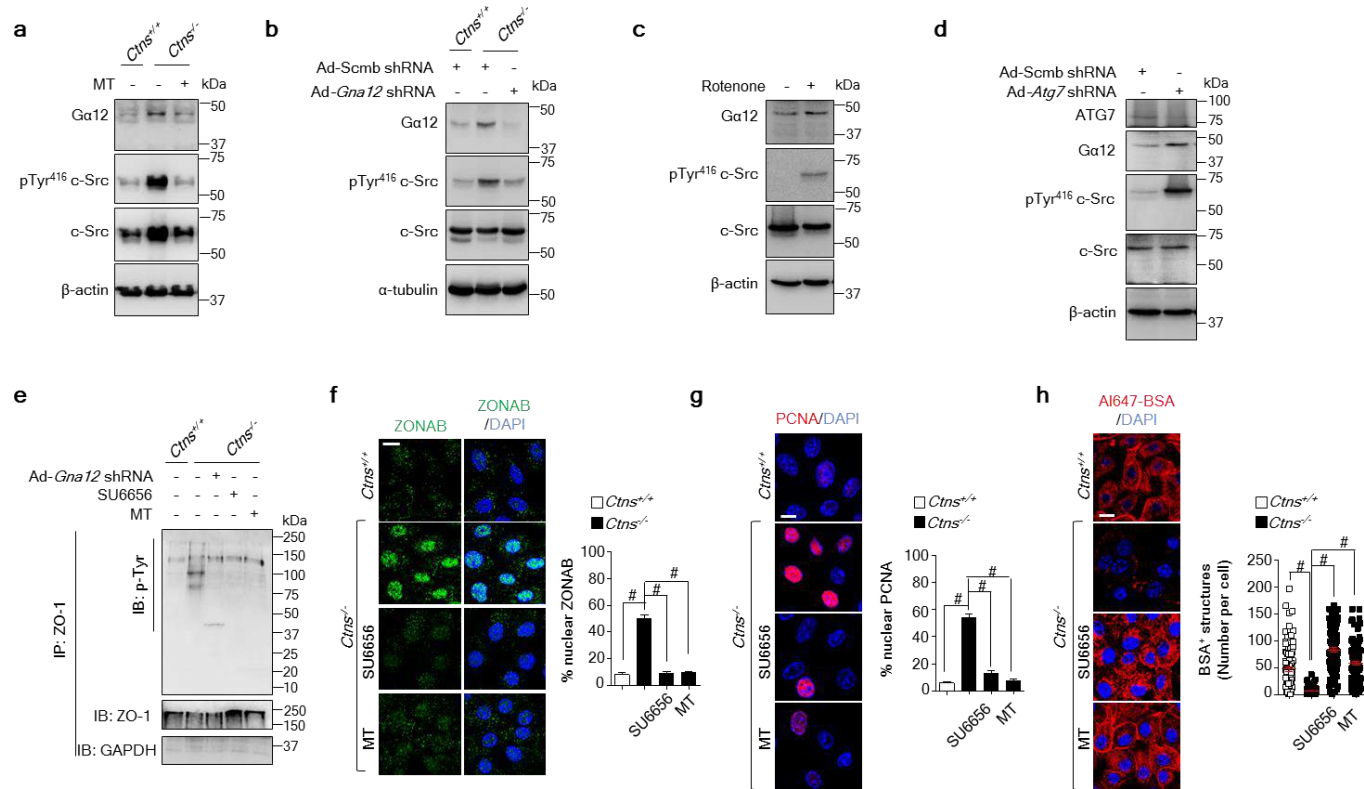 a
Ctns+/+
Ctns-/-
MT - - + kDa
Gα12
50
37
pTyr416 c-Src
75
50
c-Src
75
50
β-actin
37
b
Ctns+/+
Ctns-/-
Ad-Scmb shRNA + + -
Ad-Gna12 shRNA - - + kDa
Gα12
50
37
pTyr416 c-Src
75
50
c-Src
75
50
α-tubulin
50
c
Rotenone - + kDa
Gα12
50
37
pTyr416 c-Src
75
50
c-Src
75
50
β-actin
37
d
Ad-Scmb shRNA + -
Ad-Atg7 shRNA - + kDa
ATG7
100
75
Gα12
50
37
pTyr416 c-Src
75
50
c-Src
75
50
β-actin
37
e
Ctns+/+
Ctns-/-
Ad-Gna12 shRNA - - + - -
SU6656 - - - + -
MT - - - - +
kDa
IP: ZO-1
IB: p-Tyr
250
150
100
75
50
37
25
20
15
10
IB: ZO-1
250
150
IB: GAPDH
37
f
ZONAB
ZONAB
/DAPI
Ctns+/+
Ctns-/-
SU6656
MT
Ctns+/+
Ctns-/-
% nuclear ZONAB
100
80
60
40
20
0
# # #
SU6656
MT
g
PCNA/DAPI
Ctns+/+
Ctns-/-
SU6656
MT
Ctns+/+
Ctns-/-
% nuclear PCNA
100
80
60
40
20
0
# # #
SU6656
MT
h
Al647-BSA
/DAPI
Ctns+/+
Ctns-/-
SU6656
MT
Ctns+/+
Ctns-/-
BSA+ structures
(Number per cell)
250
200
150
100
50
0
# # #
SU6656
MT